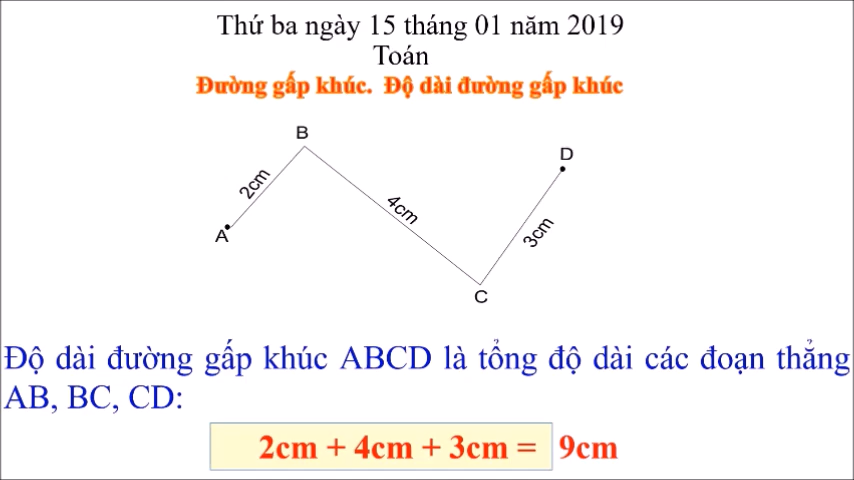 Thứ ba ngày 15 tháng 01 năm 2019
Toán
Đường gấp khúc. Độ dài đường gấp khúc
B
D
2cm
4cm
3cm
A
C
Độ dài đường gấp khúc ABCD là tổng độ dài các đoạn thẳng
AB, BC, CD:
2cm + 4cm + 3cm = 9cm